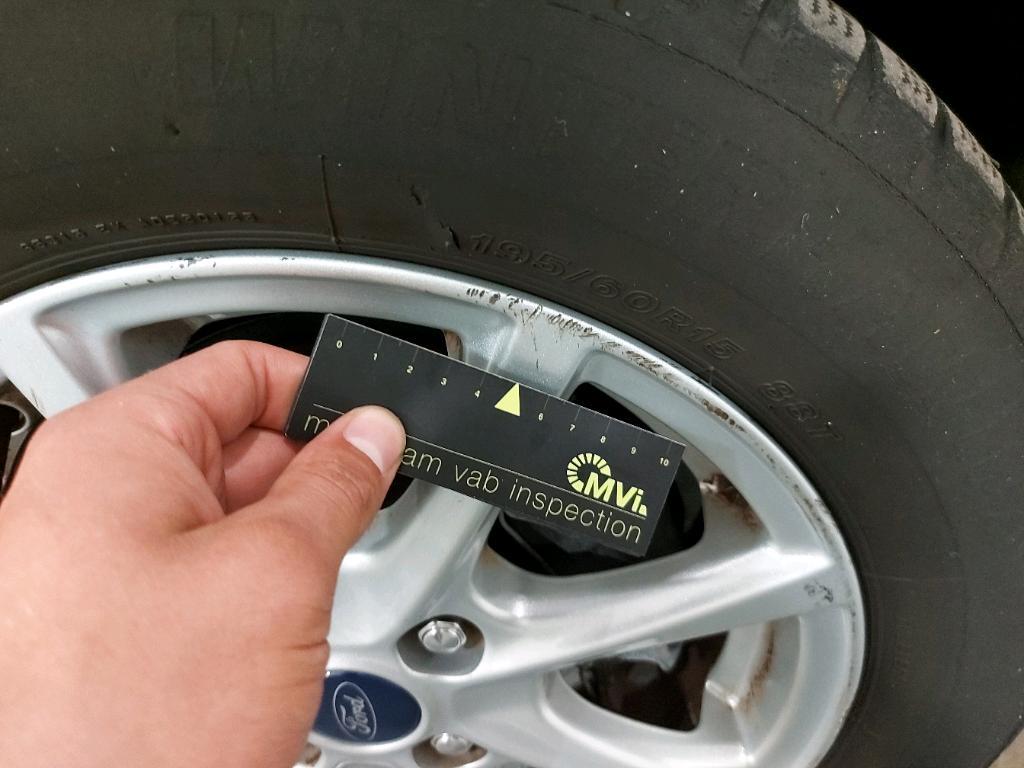 195/60R15 88T
0 1 2 3 4 6 7 8 9 10
MVi
am vab inspection
Ford